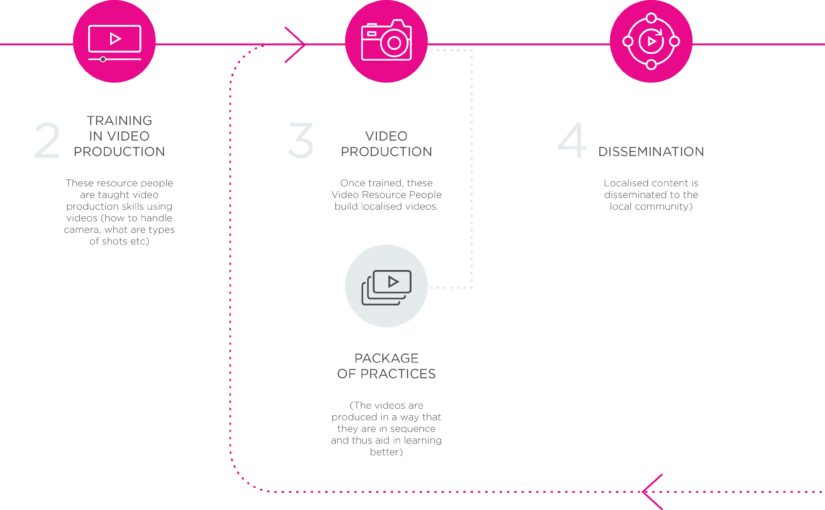 2
TRAINING
IN VIDEO
PRODUCTION
These resource people
are taught video
production skills using
videos (how to handle
camera, what are types
of shots etc)
3
VIDEO
PRODUCTION
Once trained, these
Video Resource People
build localised videos.
PACKAGE
OF PRACTICES
(The videos are
produced in a way that
they are in sequence
and thus aid in learning
better)
4
DISSEMINATION
Localised content is
disseminated to the
local community)